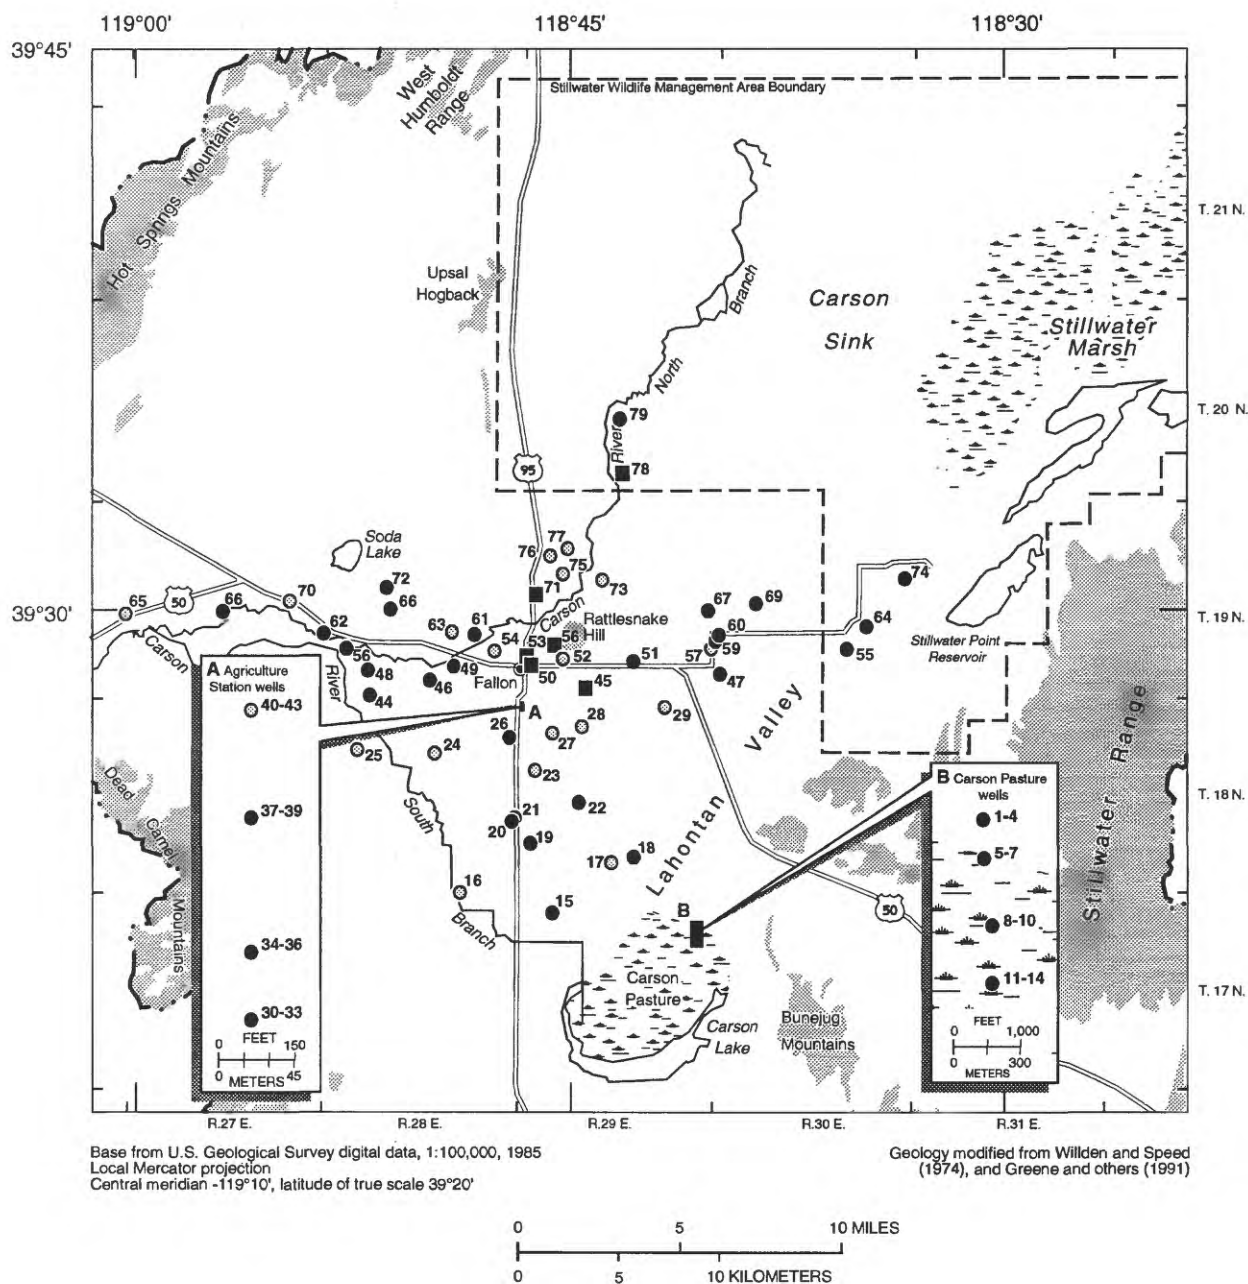 119°00'
118°45'
118°30'
39°45'
Stillwater Wildlife Management Area Boundary
West
Humboldt
Range
Hot Springs Mountains
T. 21 N.
Upsal
Hogback
Branch
Carson
Sink
Stillwater
Marsh
North
T. 20 N.
79
River
95
78
Soda
Lake
77
76
75
72
71
73
74
39°30'
50
70
65
66
66
67
69
T. 19 N.
62
63
61
Carson
Rattlesnake
Hill
60
64
54
53
56
52
51
57
59
55
Stillwater Point
Reservoir
Carson
56
48
49
Fallon
50
47
River
46
45
44
A
28
29
26
27
25
24
23
Valley
Stillwater Range
A Agriculture
Station wells
40-43
37-39
34-36
30-33
0 FEET 150
0 METERS 45
Dead
Camel
Mountains
South
21
20
22
T. 18 N.
19
18
17
Lahontan
16
15
Branch
B
50
B Carson Pasture
wells
1-4
5-7
8-10
11-14
FEET
0 1,000
0 300
METERS
Carson
Pasture
T. 17 N.
Carson
Lake
Bunejug
Mountains
R.27 E.
R.28 E.
R.29 E.
R.30 E.
R.31 E.
Base from U.S. Geological Survey digital data, 1:100,000, 1985
Local Mercator projection
Central meridian -119°10', latitude of true scale 39°20'
Geology modified from Willden and Speed
(1974), and Greene and others (1991)
0 5 10 MILES
0 5 10 KILOMETERS